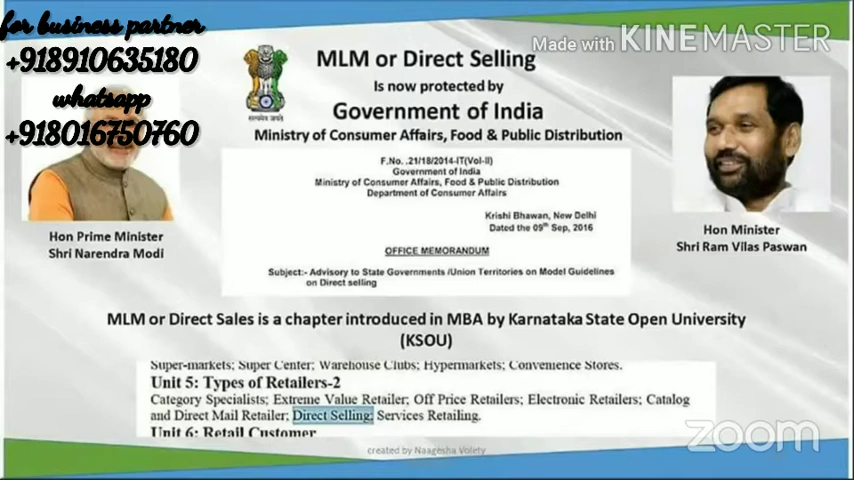 for business partner
+918910635180
whatsapp
+918016750760
Made with KINEMASTER
MLM or Direct Selling
Is now protected by
Government of India
Ministry of Consumer Affairs, Food & Public Distribution
सत्यमेव जयते
F.No. .21/18/2014-IT(Vol-II)
Government of India
Ministry of Consumer Affairs, Food & Public Distribution
Department of Consumer Affairs
Krishi Bhawan, New Delhi
Dated the 09th Sep, 2016
OFFICE MEMORANDUM
Subject:- Advisory to State Governments /Union Territories on Model Guidelines
on Direct selling
Hon Prime Minister
Shri Narendra Modi
Hon Minister
Shri Ram Vilas Paswan
MLM or Direct Sales is a chapter introduced in MBA by Karnataka State Open University
(KSOU)
Super-markets; Super Center; Warehouse Clubs; Hypermarkets; Convenience Stores.
Unit 5: Types of Retailers-2
Category Specialists; Extreme Value Retailer; Off Price Retailers; Electronic Retailers; Catalog
and Direct Mail Retailer; Direct Selling; Services Retailing.
Unit 6: Retail Customer
zoom
created by Naagesha Volety